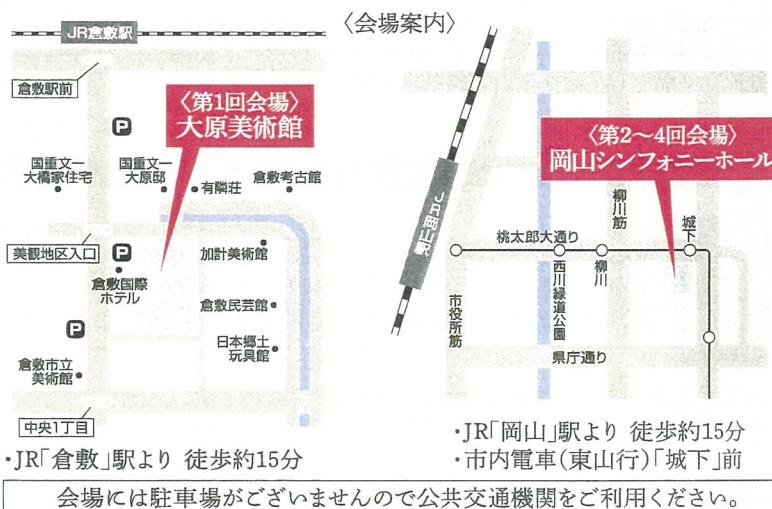 〈会場案内〉
JR倉敷駅
倉敷駅前
〈第1回会場〉
大原美術館
P
国重文一
大橋家住宅
国重文一
大原邸
有隣荘
倉敷考古館
美観地区入口
P
倉敷国際
ホテル
加計美術館
倉敷民芸館
P
日本郷土
玩具館
倉敷市立
美術館
中央1丁目
・JR「倉敷」駅より 徒歩約15分
〈第2〜4回会場〉
岡山シンフォニーホール
JR岡山駅
柳川筋
城下
桃太郎大通り
西川緑道公園
柳川
市役所筋
県庁通り
・JR「岡山」駅より 徒歩約15分
・市内電車(東山行)「城下」前
会場には駐車場がございませんので公共交通機関をご利用ください。